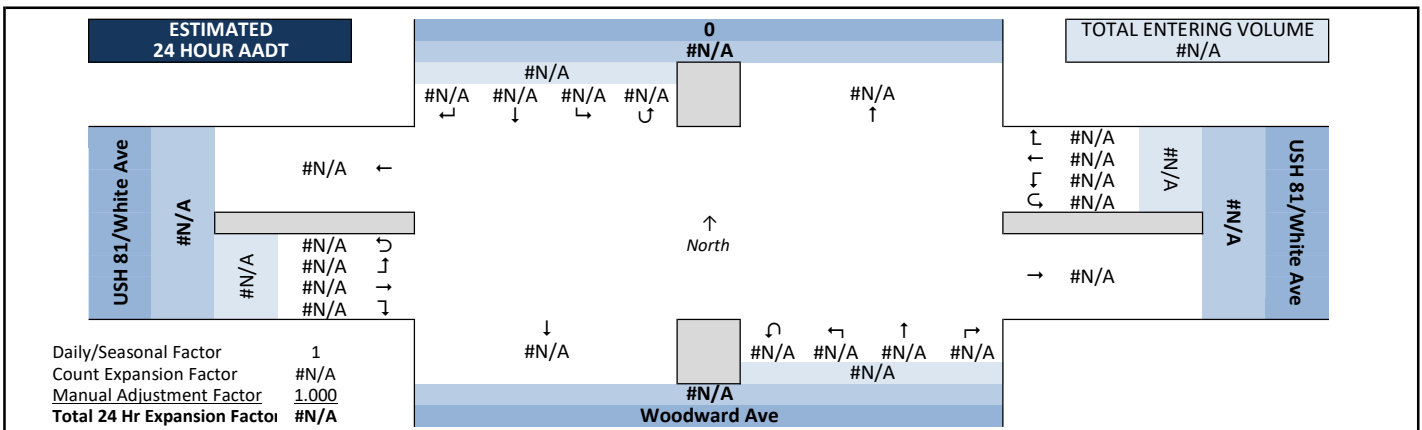 ESTIMATED
24 HOUR AADT
0
#N/A
TOTAL ENTERING VOLUME
#N/A
#N/A
#N/A #N/A #N/A #N/A
↵ ↓ ↳ ↺
#N/A
↑
USH 81/White Ave
#N/A
#N/A ←
#N/A
#N/A ⮌
#N/A ⮥
#N/A →
#N/A ⮧
↑
North
↰ #N/A
← #N/A
↲ #N/A
⮎ #N/A
#N/A
#N/A
USH 81/White Ave
→ #N/A
↓
#N/A
⮏ ↰ ↑ ↱
#N/A #N/A #N/A #N/A
#N/A
#N/A
Woodward Ave
Daily/Seasonal Factor 1
Count Expansion Factor #N/A
Manual Adjustment Factor 1.000
Total 24 Hr Expansion Factor #N/A